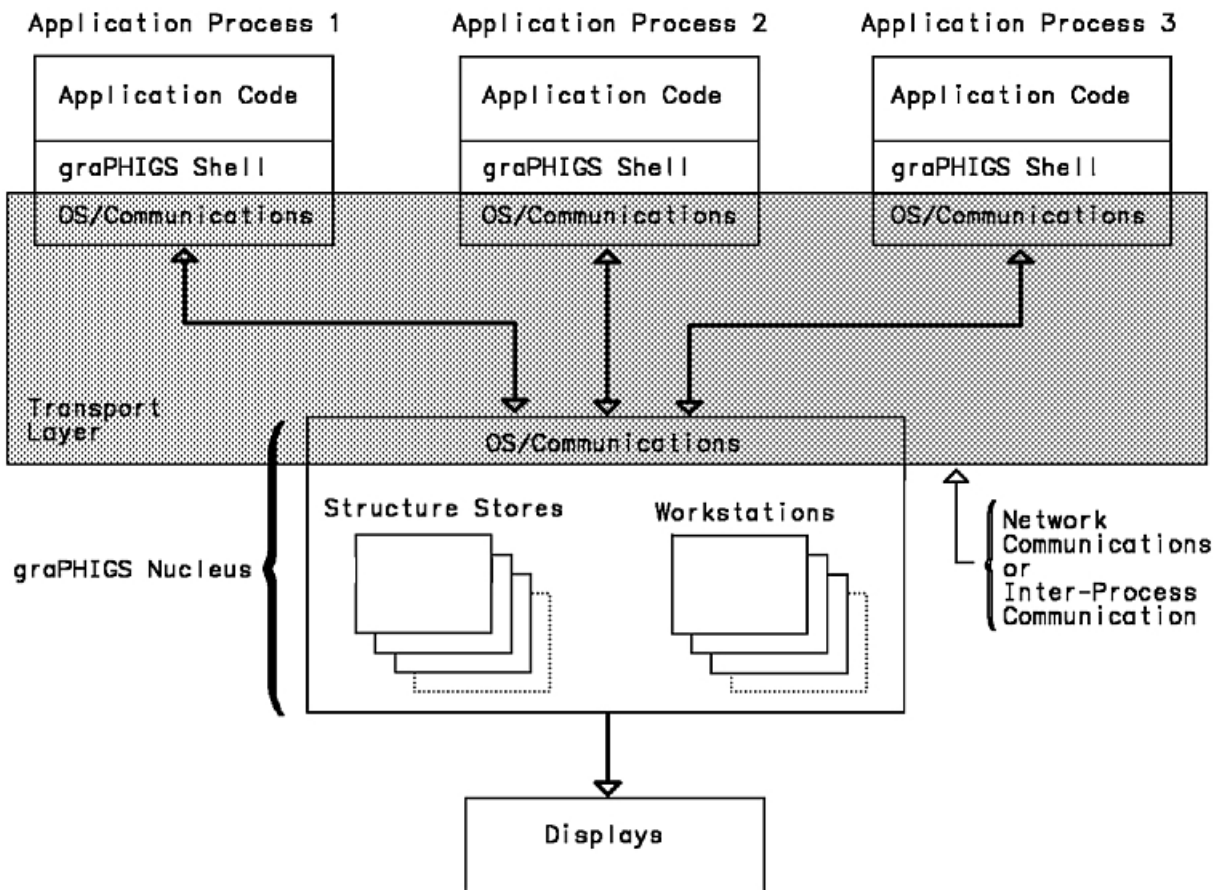 Application Process 1
Application Process 2
Application Process 3
Application Code
Application Code
Application Code
graPHIGS Shell
graPHIGS Shell
graPHIGS Shell
OS/Communications
OS/Communications
OS/Communications
Transport
Layer
OS/Communications
graPHIGS Nucleus
Structure Stores
Workstations
Network
Communications
or
Inter-Process
Communication
Displays